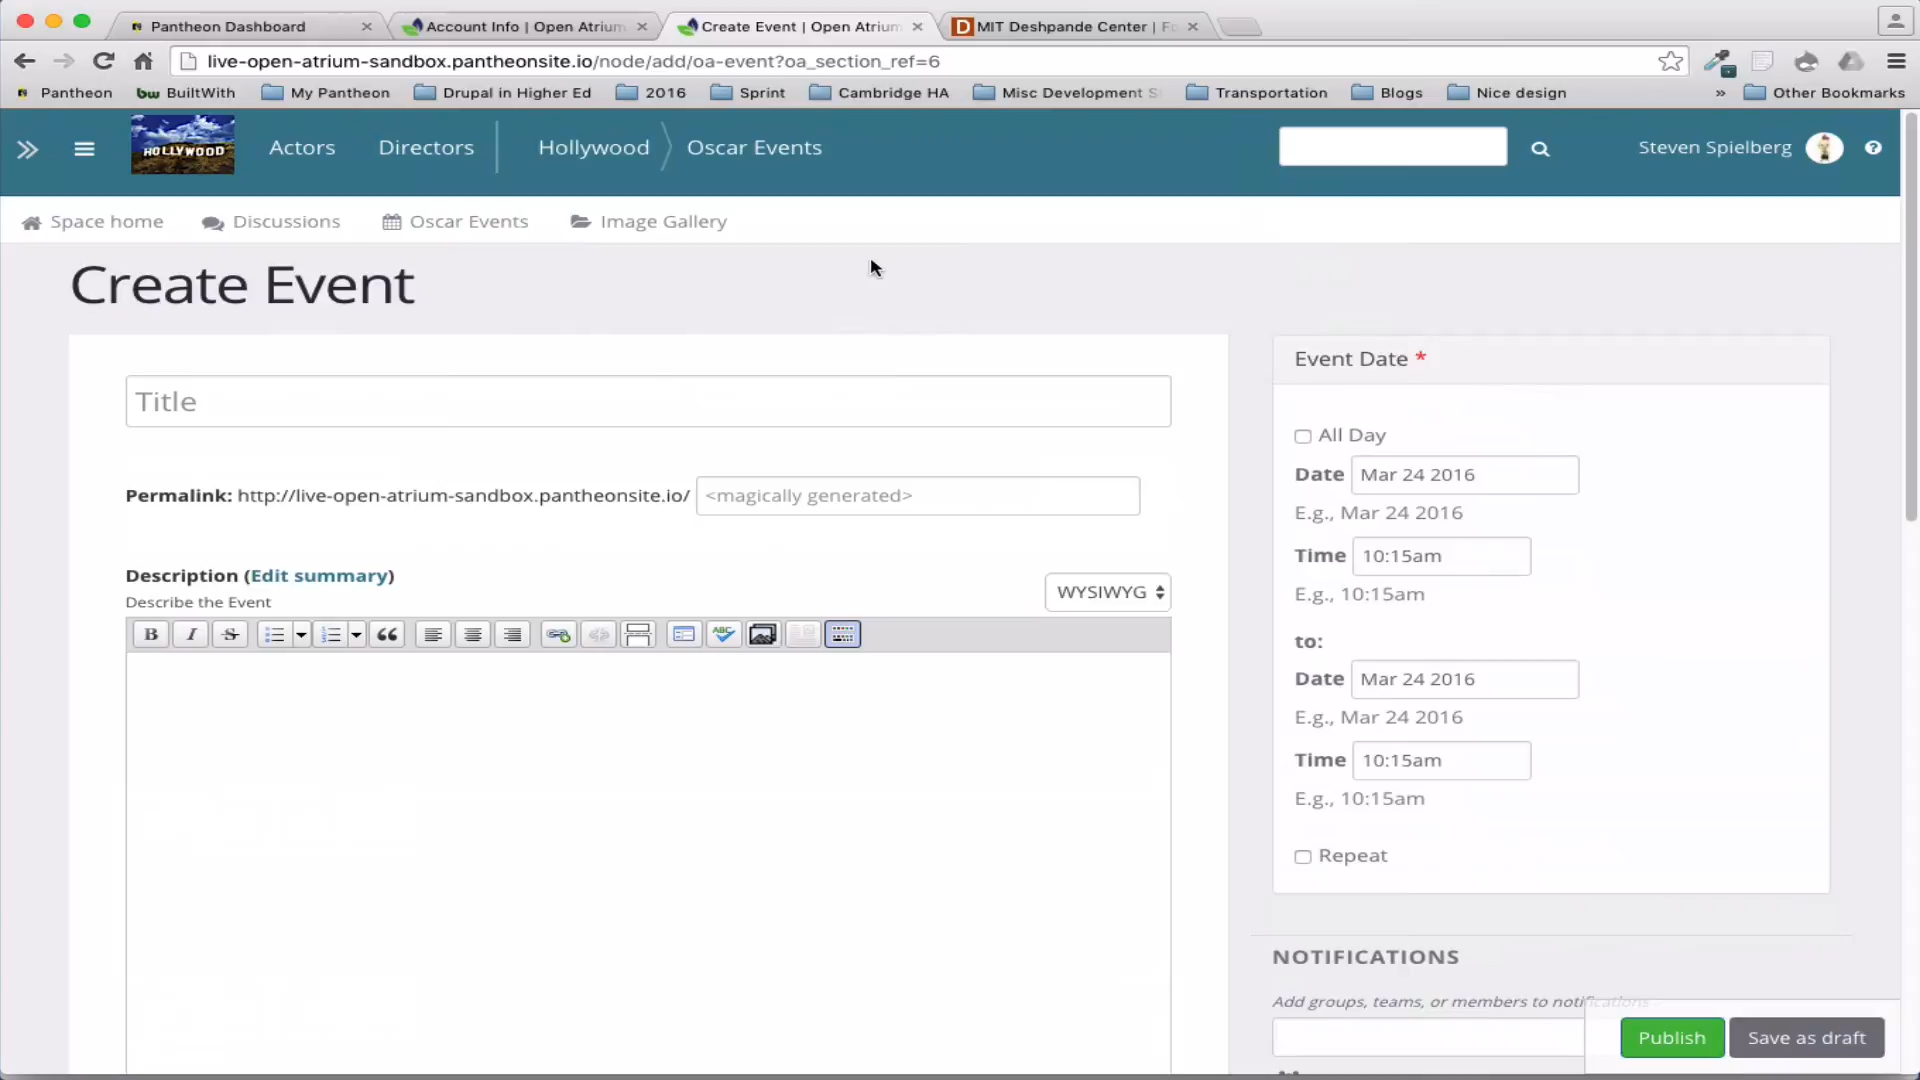 Pantheon Dashboard
Account Info | Open Atrium
Create Event | Open Atrium
MIT Deshpande Center | Fo
live-open-atrium-sandbox.pantheonsite.io/node/add/oa-event?oa_section_ref=6
Pantheon bw BuiltWith My Pantheon Drupal in Higher Ed 2016 Sprint Cambridge HA Misc Development S Transportation Blogs Nice design » Other Bookmarks
HOLLYWOOD Actors Directors Hollywood Oscar Events Steven Spielberg
Space home Discussions Oscar Events Image Gallery
Create Event
Title
Permalink: http://live-open-atrium-sandbox.pantheonsite.io/ <magically generated>
Description (Edit summary)
Describe the Event
WYSIWYG
B I S ABC
Event Date *
All Day
Date Mar 24 2016
E.g., Mar 24 2016
Time 10:15am
E.g., 10:15am
to:
Date Mar 24 2016
E.g., Mar 24 2016
Time 10:15am
E.g., 10:15am
Repeat
NOTIFICATIONS
Add groups, teams, or members to notifications
Publish Save as draft